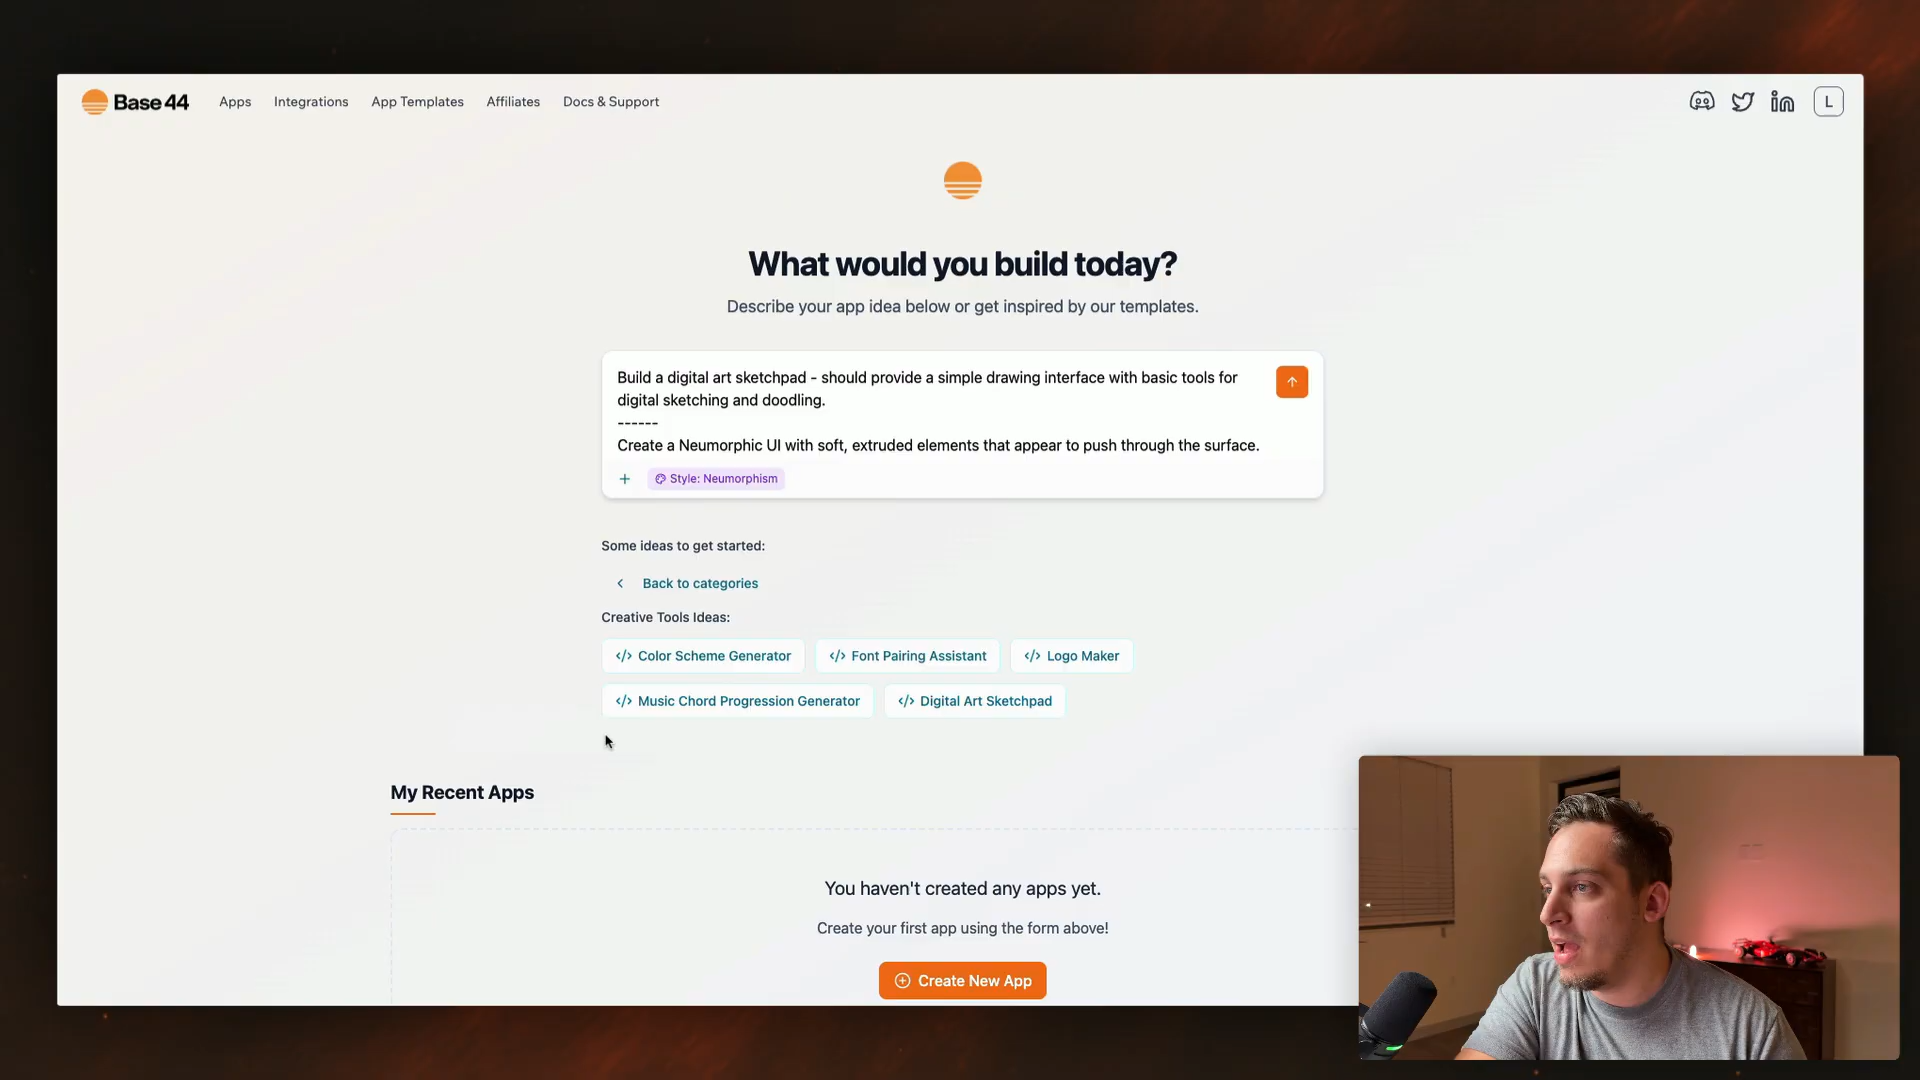 Base 44
Apps
Integrations
App Templates
Affiliates
Docs & Support
L
What would you build today?
Describe your app idea below or get inspired by our templates.
Build a digital art sketchpad - should provide a simple drawing interface with basic tools for
digital sketching and doodling.
------
Create a Neumorphic UI with soft, extruded elements that appear to push through the surface.
Style: Neumorphism
Some ideas to get started:
Back to categories
Creative Tools Ideas:
Color Scheme Generator
Font Pairing Assistant
Logo Maker
Music Chord Progression Generator
Digital Art Sketchpad
My Recent Apps
You haven't created any apps yet.
Create your first app using the form above!
Create New App